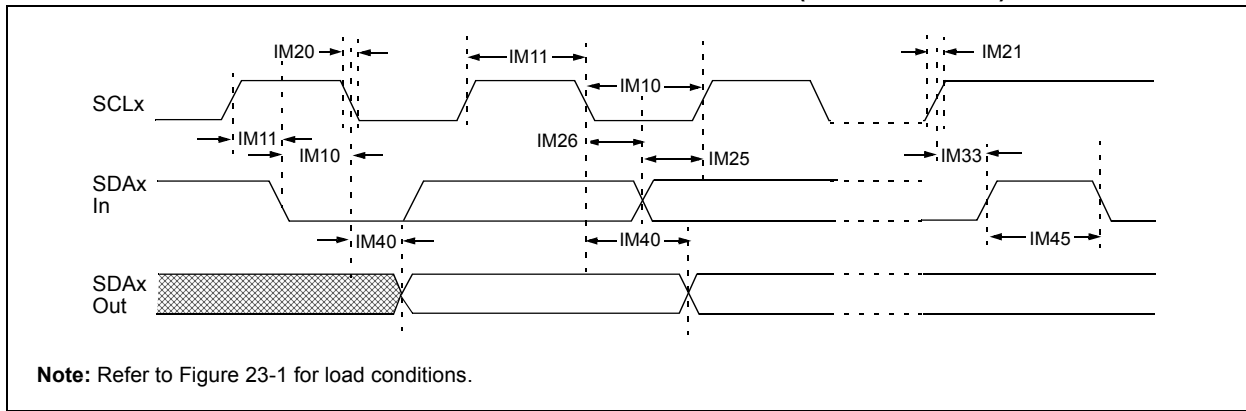 IM20
IM11
IM21
SCLx
IM10
IM11
IM10
IM26
IM25
IM33
SDAx
In
IM40
IM40
IM45
SDAx
Out
Note: Refer to Figure 23-1 for load conditions.